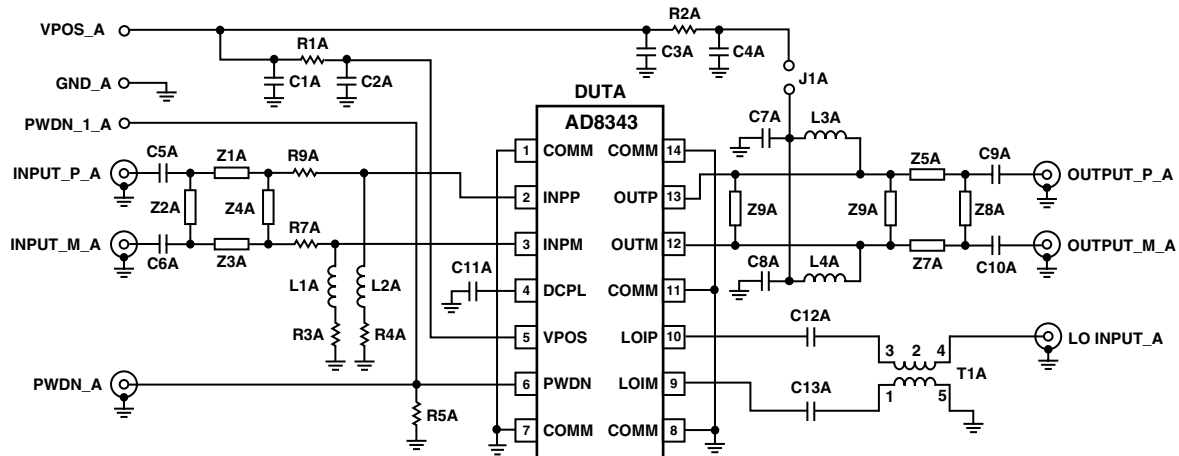 VPOS_A
R2A
R1A
C3A
C4A
C1A
C2A
GND_A
J1A
DUTA
PWDN_1_A
AD8343
C7A
L3A
INPUT_P_A
C5A
Z1A
R9A
1 COMM
COMM 14
Z5A
C9A
OUTPUT_P_A
Z2A
Z4A
2 INPP
OUTP 13
Z9A
Z9A
Z8A
INPUT_M_A
R7A
3 INPM
OUTM 12
OUTPUT_M_A
C6A
Z3A
C8A
L4A
Z7A
C10A
L1A
L2A
C11A
4 DCPL
COMM 11
C12A
R3A
R4A
5 VPOS
LOIP 10
3 2 4
LO INPUT_A
PWDN_A
6 PWDN
LOIM 9
C13A
T1A
1 5
R5A
7 COMM
COMM 8